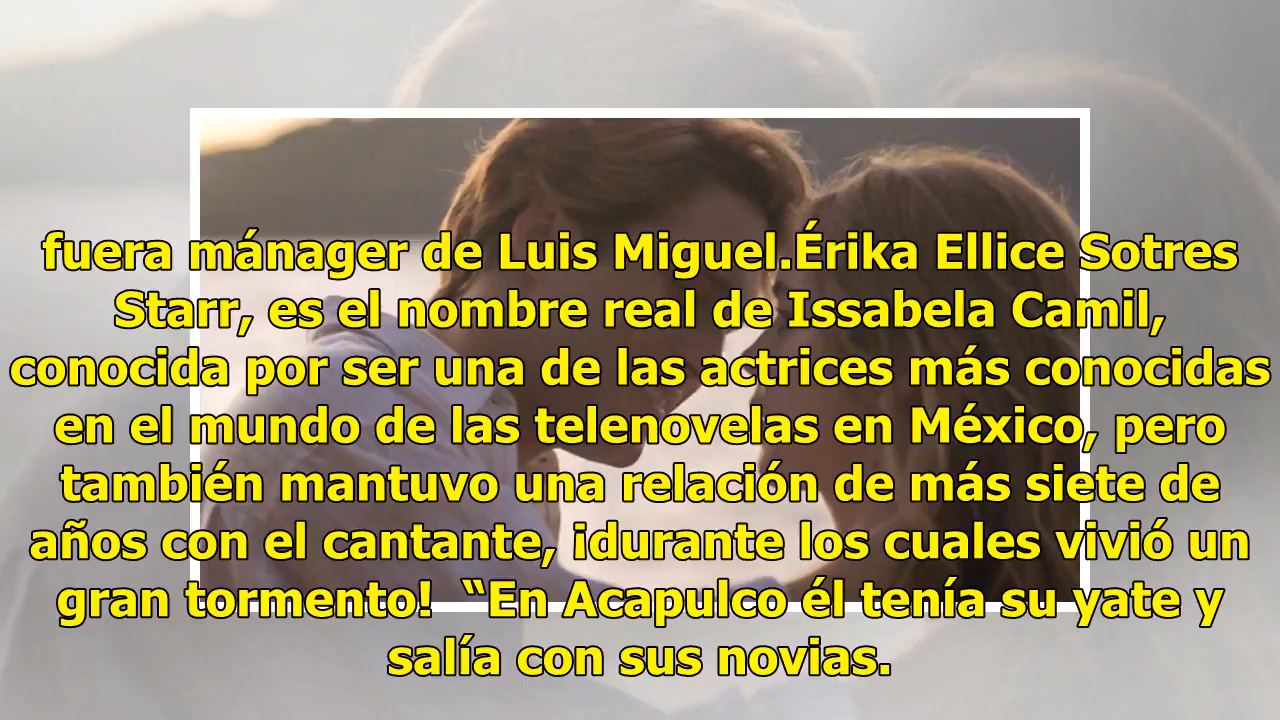 fuera mánager de Luis Miguel.Érika Ellice Sotres
Starr, es el nombre real de Issabela Camil,
conocida por ser una de las actrices más conocidas
en el mundo de las telenovelas en México, pero
también mantuvo una relación de más siete de
años con el cantante, ¡durante los cuales vivió un
gran tormento!  “En Acapulco él tenía su yate y
salía con sus novias.